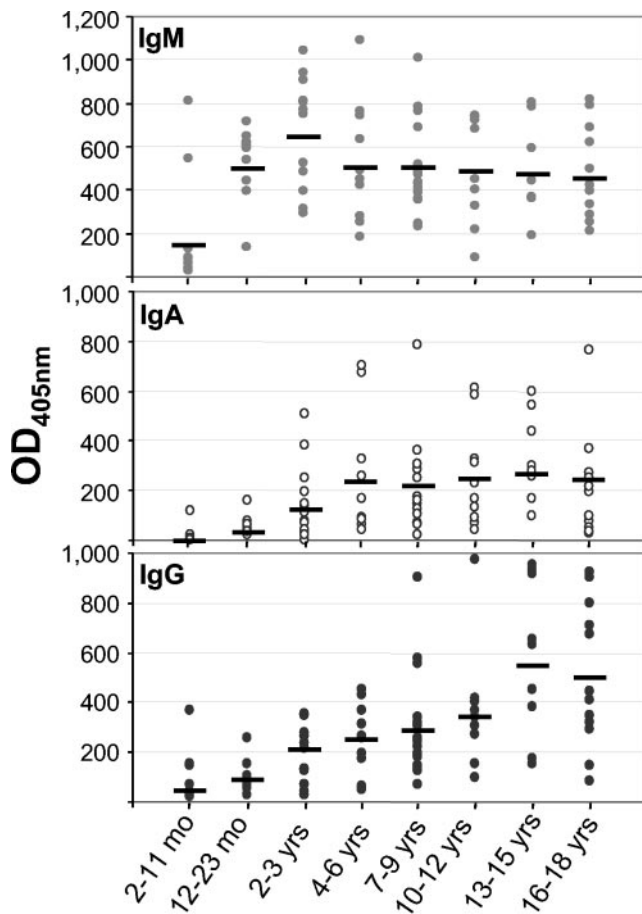 IgM
1,200
1,000
800
600
400
200
IgA
1,000
800
600
400
200
IgG
1,000
800
600
400
200
OD405nm
2-11 mo
12-23 mo
2-3 yrs
4-6 yrs
7-9 yrs
10-12 yrs
13-15 yrs
16-18 yrs